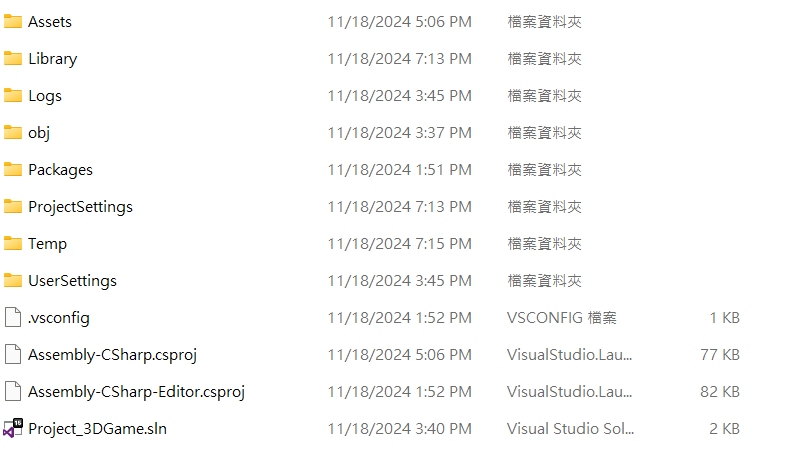 Assets 11/18/2024 5:06 PM 檔案資料夾
Library 11/18/2024 7:13 PM 檔案資料夾
Logs 11/18/2024 3:45 PM 檔案資料夾
obj 11/18/2024 3:37 PM 檔案資料夾
Packages 11/18/2024 1:51 PM 檔案資料夾
ProjectSettings 11/18/2024 7:13 PM 檔案資料夾
Temp 11/18/2024 7:15 PM 檔案資料夾
UserSettings 11/18/2024 3:45 PM 檔案資料夾
.vsconfig 11/18/2024 1:52 PM VSCONFIG 檔案 1 KB
Assembly-CSharp.csproj 11/18/2024 5:06 PM VisualStudio.Lau... 77 KB
Assembly-CSharp-Editor.csproj 11/18/2024 1:52 PM VisualStudio.Lau... 82 KB
Project_3DGame.sln 11/18/2024 3:40 PM Visual Studio Sol... 2 KB